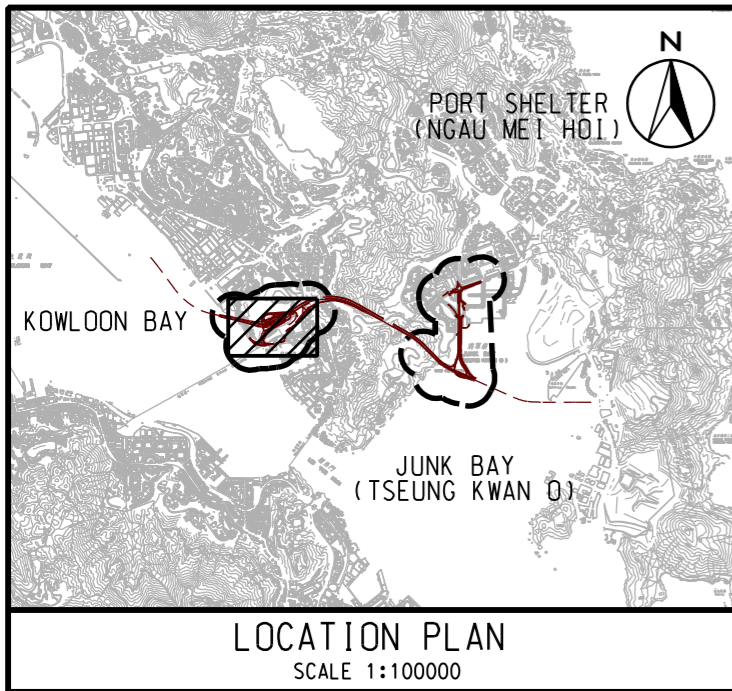 N
PORT SHELTER
(NGAU MEI HOI)
KOWLOON BAY
JUNK BAY
(TSEUNG KWAN O)
LOCATION PLAN
SCALE 1:100000